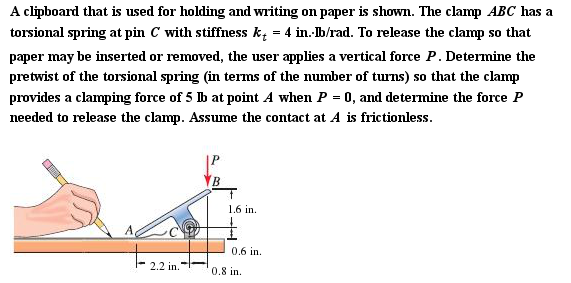 A clipboard that is used for holding and writing on paper is shown. The clamp ABC has a
torsional spring at pin C with stiffness kₜ = 4 in.-lb/rad. To release the clamp so that
paper may be inserted or removed, the user applies a vertical force P. Determine the
pretwist of the torsional spring (in terms of the number of turns) so that the clamp
provides a clamping force of 5 lb at point A when P = 0, and determine the force P
needed to release the clamp. Assume the contact at A is frictionless.
P
B
1.6 in.
A
C
0.6 in.
2.2 in.
0.8 in.